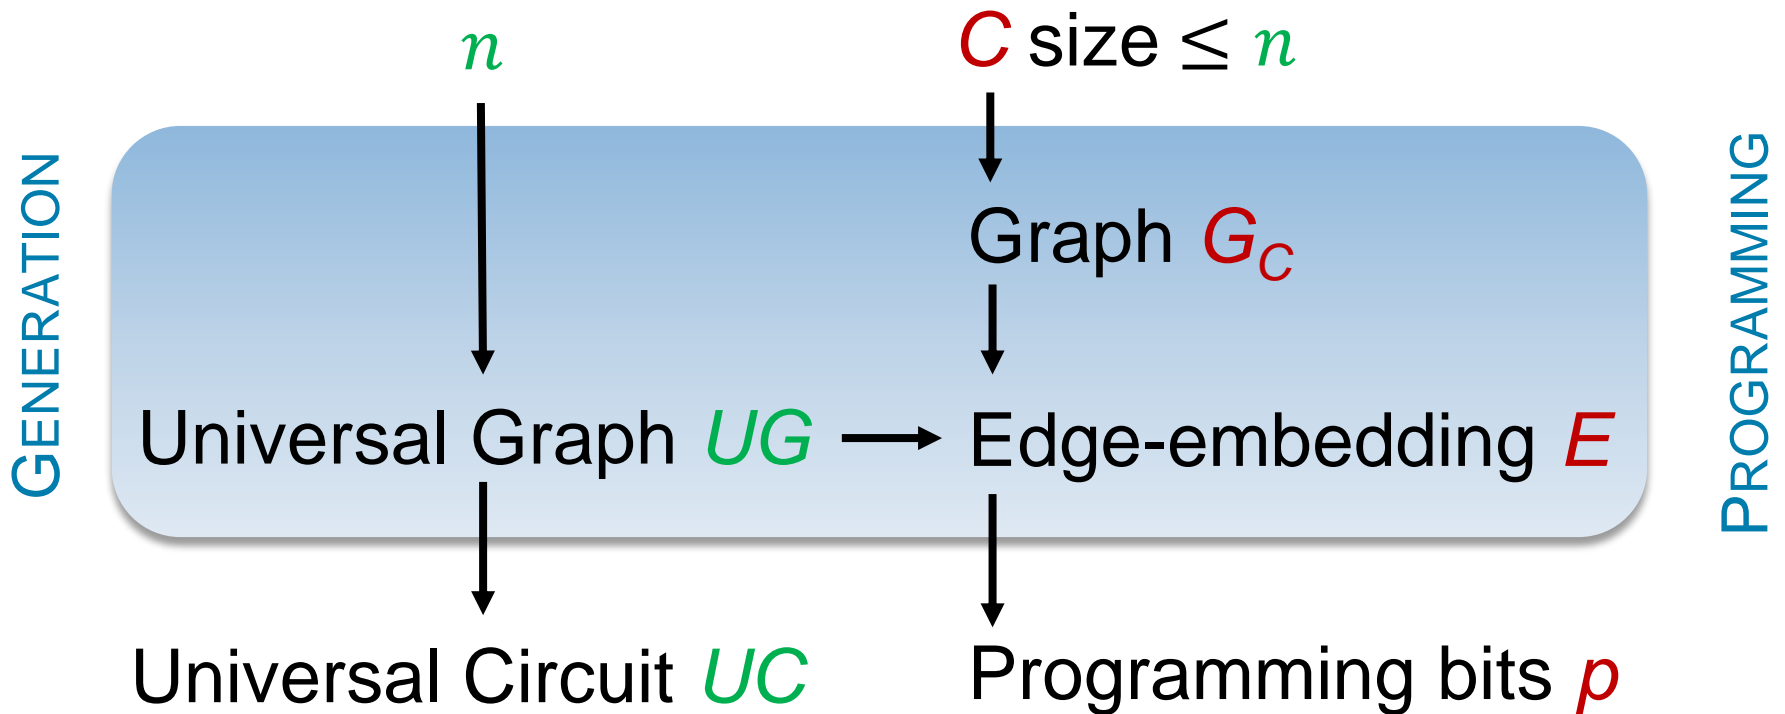 n
C size ≤ n
GENERATION
PROGRAMMING
Graph G_C
Universal Graph UG
Edge-embedding E
Universal Circuit UC
Programming bits p